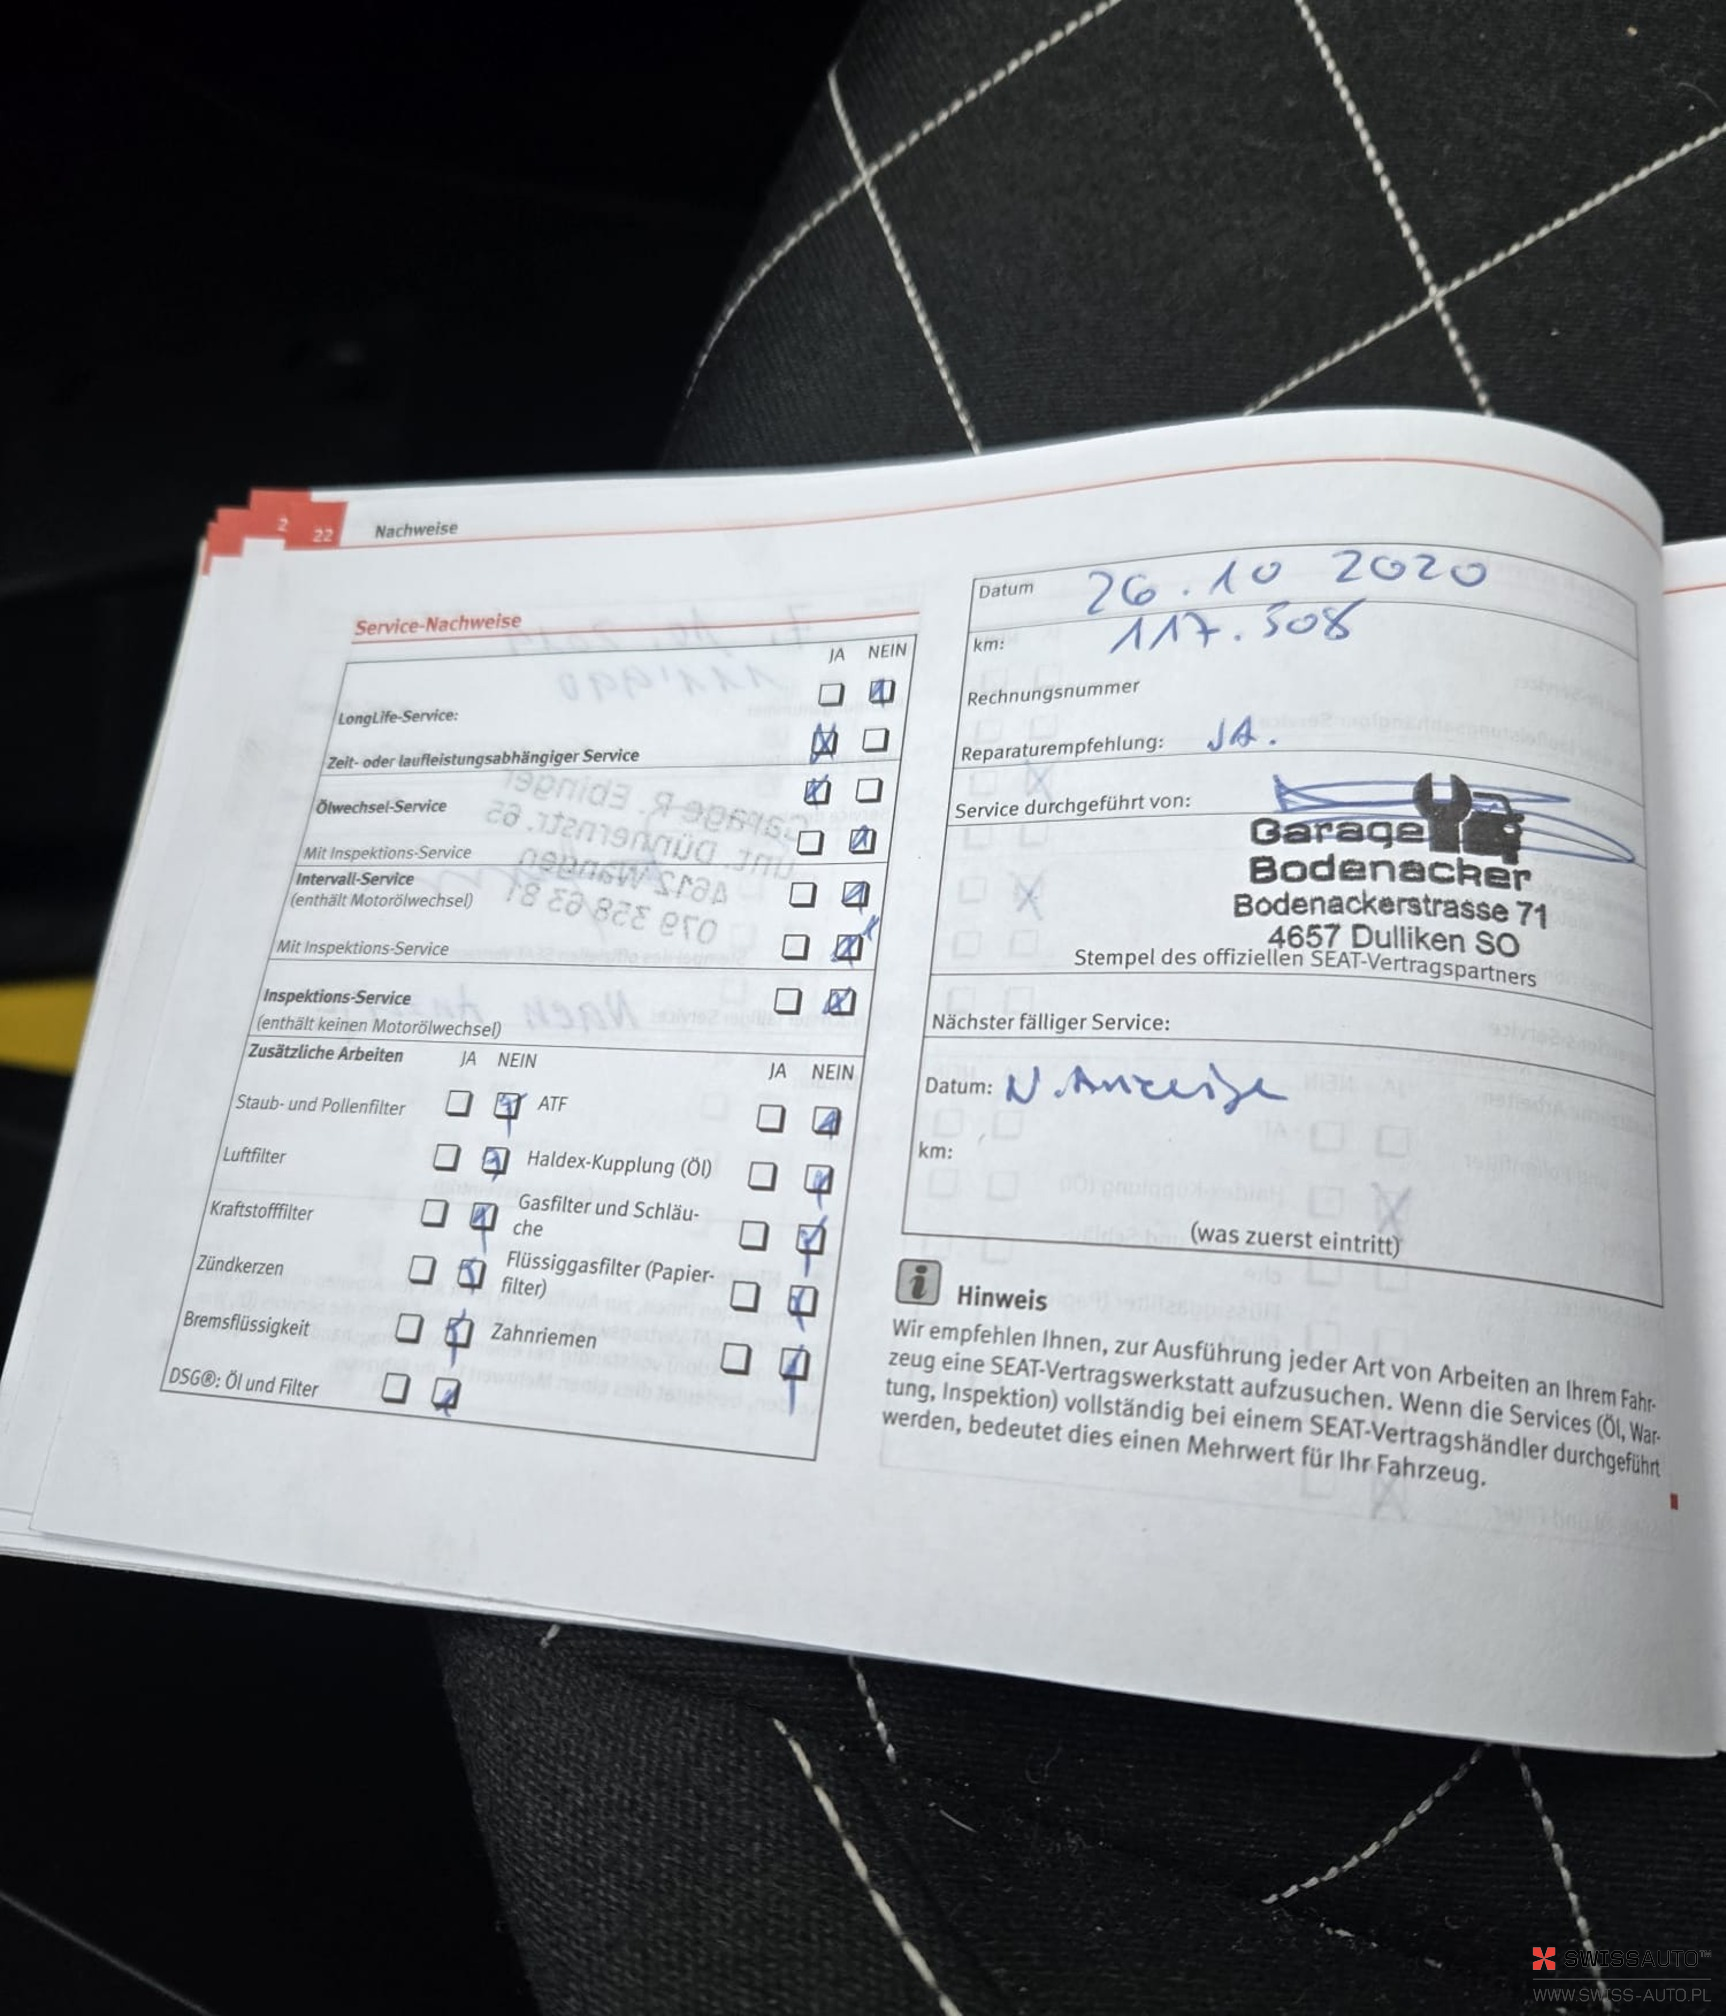 2 22 Nachweise
Service-Nachweise
JA NEIN
LongLife-Service:
Zeit- oder laufleistungsabhängiger Service
Ölwechsel-Service
Mit Inspektions-Service
Intervall-Service
(enthält Motorölwechsel)
Mit Inspektions-Service
Inspektions-Service
(enthält keinen Motorölwechsel)
Zusätzliche Arbeiten JA NEIN JA NEIN
Staub- und Pollenfilter ATF
Luftfilter Haldex-Kupplung (Öl)
Kraftstofffilter Gasfilter und Schläu-
che
Zündkerzen Flüssiggasfilter (Papier-
filter)
Bremsflüssigkeit Zahnriemen
DSG®: Öl und Filter
Datum 26.10 2020
km: 117.308
Rechnungsnummer
Reparaturempfehlung: JA.
Service durchgeführt von:
Garage
Bodenacker
Bodenackerstrasse 71
4657 Dulliken SO
Stempel des offiziellen SEAT-Vertragspartners
Nächster fälliger Service:
Datum: N. Anzeige
km:
(was zuerst eintritt)
Hinweis
Wir empfehlen Ihnen, zur Ausführung jeder Art von Arbeiten an Ihrem Fahr-
zeug eine SEAT-Vertragswerkstatt aufzusuchen. Wenn die Services (Öl, War-
tung, Inspektion) vollständig bei einem SEAT-Vertragshändler durchgeführt
werden, bedeutet dies einen Mehrwert für Ihr Fahrzeug.
SWISSAUTO™
WWW.SWISS-AUTO.PL